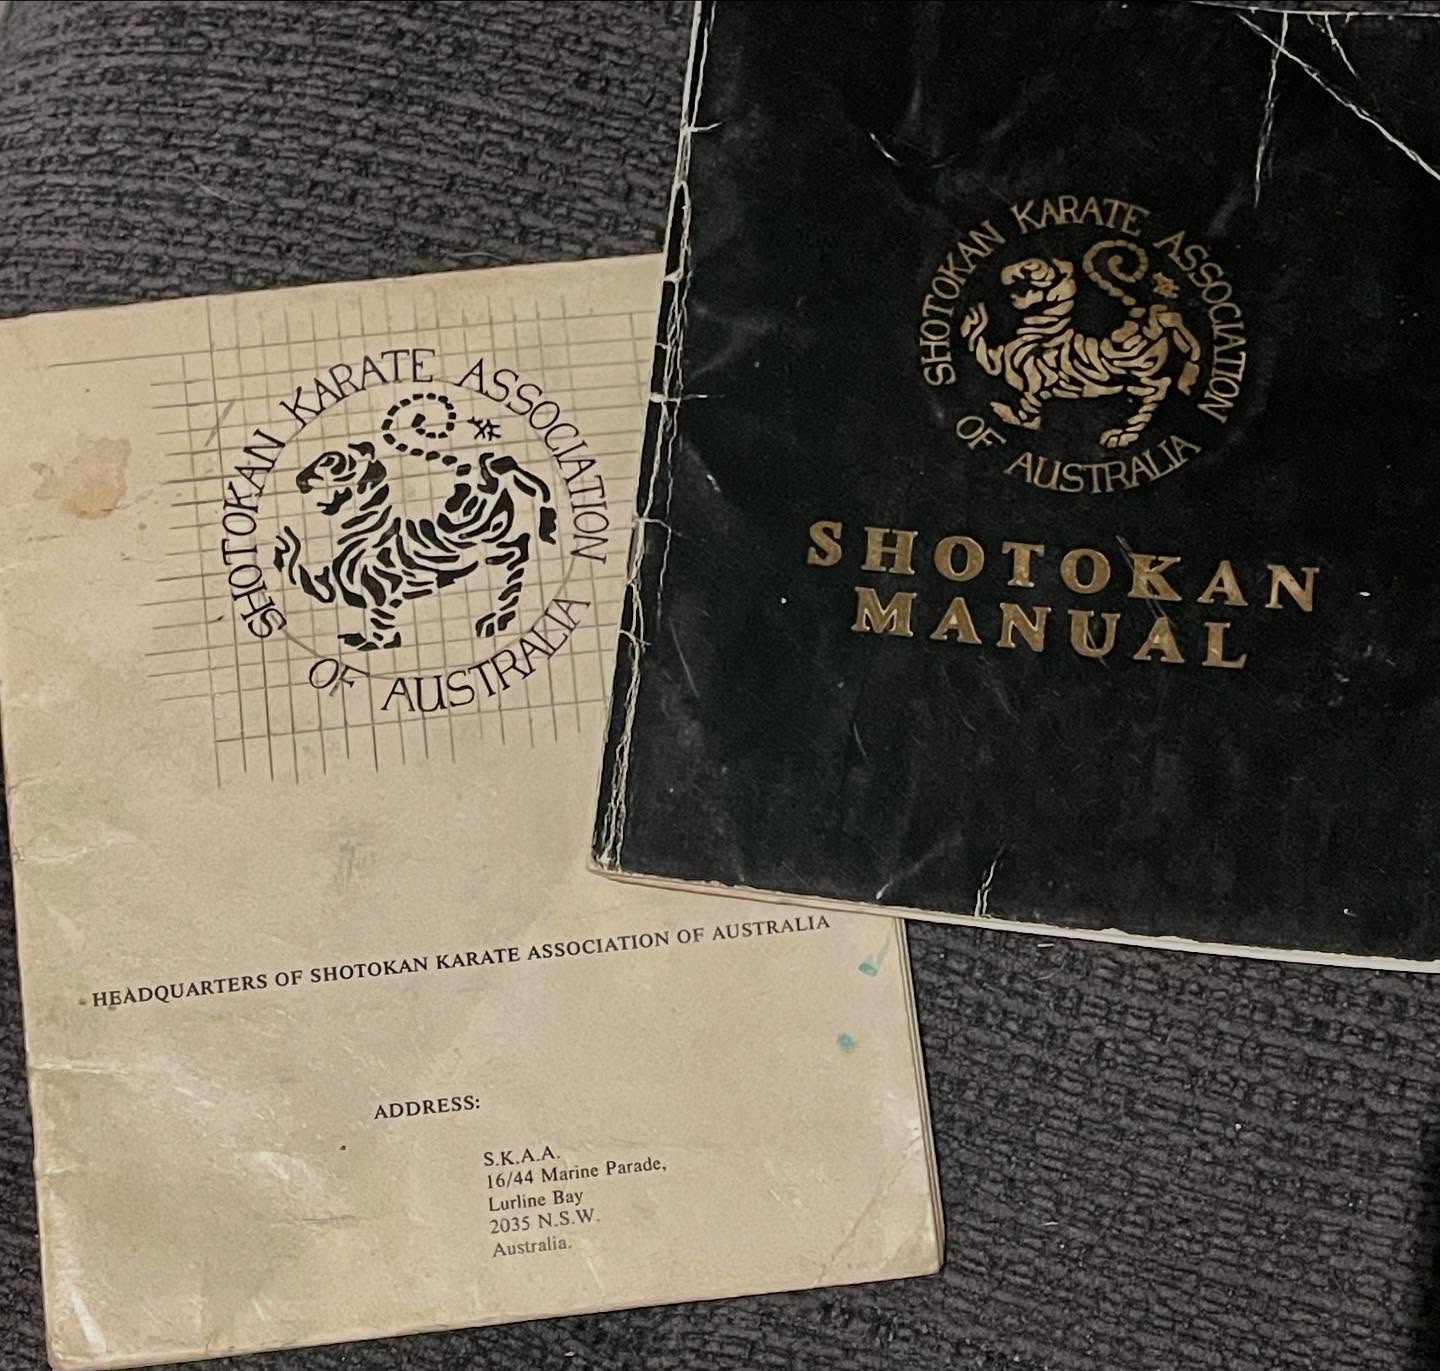 SHOTOKAN KARATE ASSOCIATION
OF AUSTRALIA
HEADQUARTERS OF SHOTOKAN KARATE ASSOCIATION OF AUSTRALIA
ADDRESS:
S.K.A.A.
16/44 Marine Parade,
Lurline Bay
2035 N.S.W.
Australia.
SHOTOKAN KARATE ASSOCIATION
OF AUSTRALIA
SHOTOKAN
MANUAL